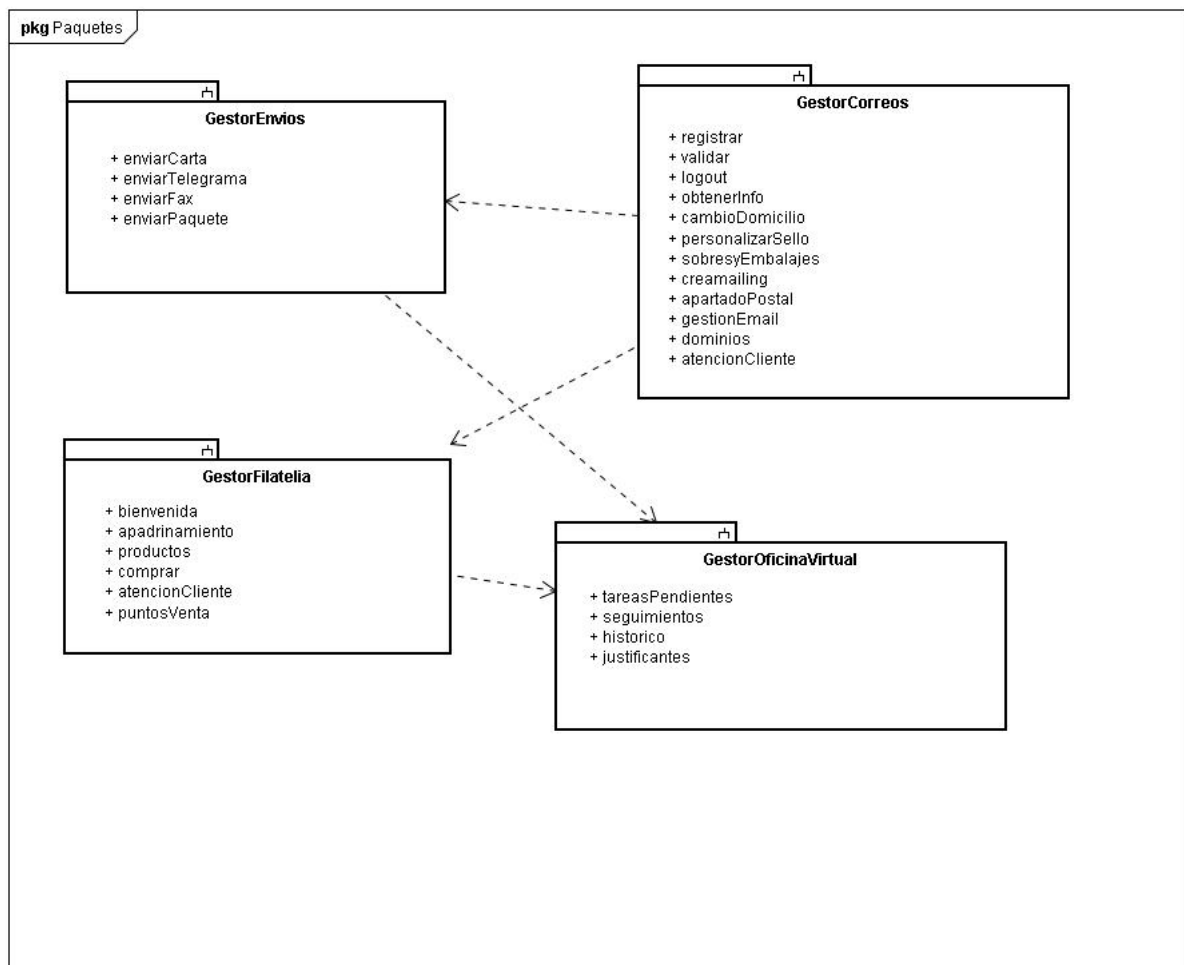 pkg Paquetes
GestorEnvios
+ enviarCarta
+ enviarTelegrama
+ enviarFax
+ enviarPaquete
GestorCorreos
+ registrar
+ validar
+ logout
+ obtenerInfo
+ cambioDomicilio
+ personalizarSello
+ sobresyEmbalajes
+ creamailing
+ apartadoPostal
+ gestionEmail
+ dominios
+ atencionCliente
GestorFilatelia
+ bienvenida
+ apadrinamiento
+ productos
+ comprar
+ atencionCliente
+ puntosVenta
GestorOficinaVirtual
+ tareasPendientes
+ seguimientos
+ historico
+ justificantes